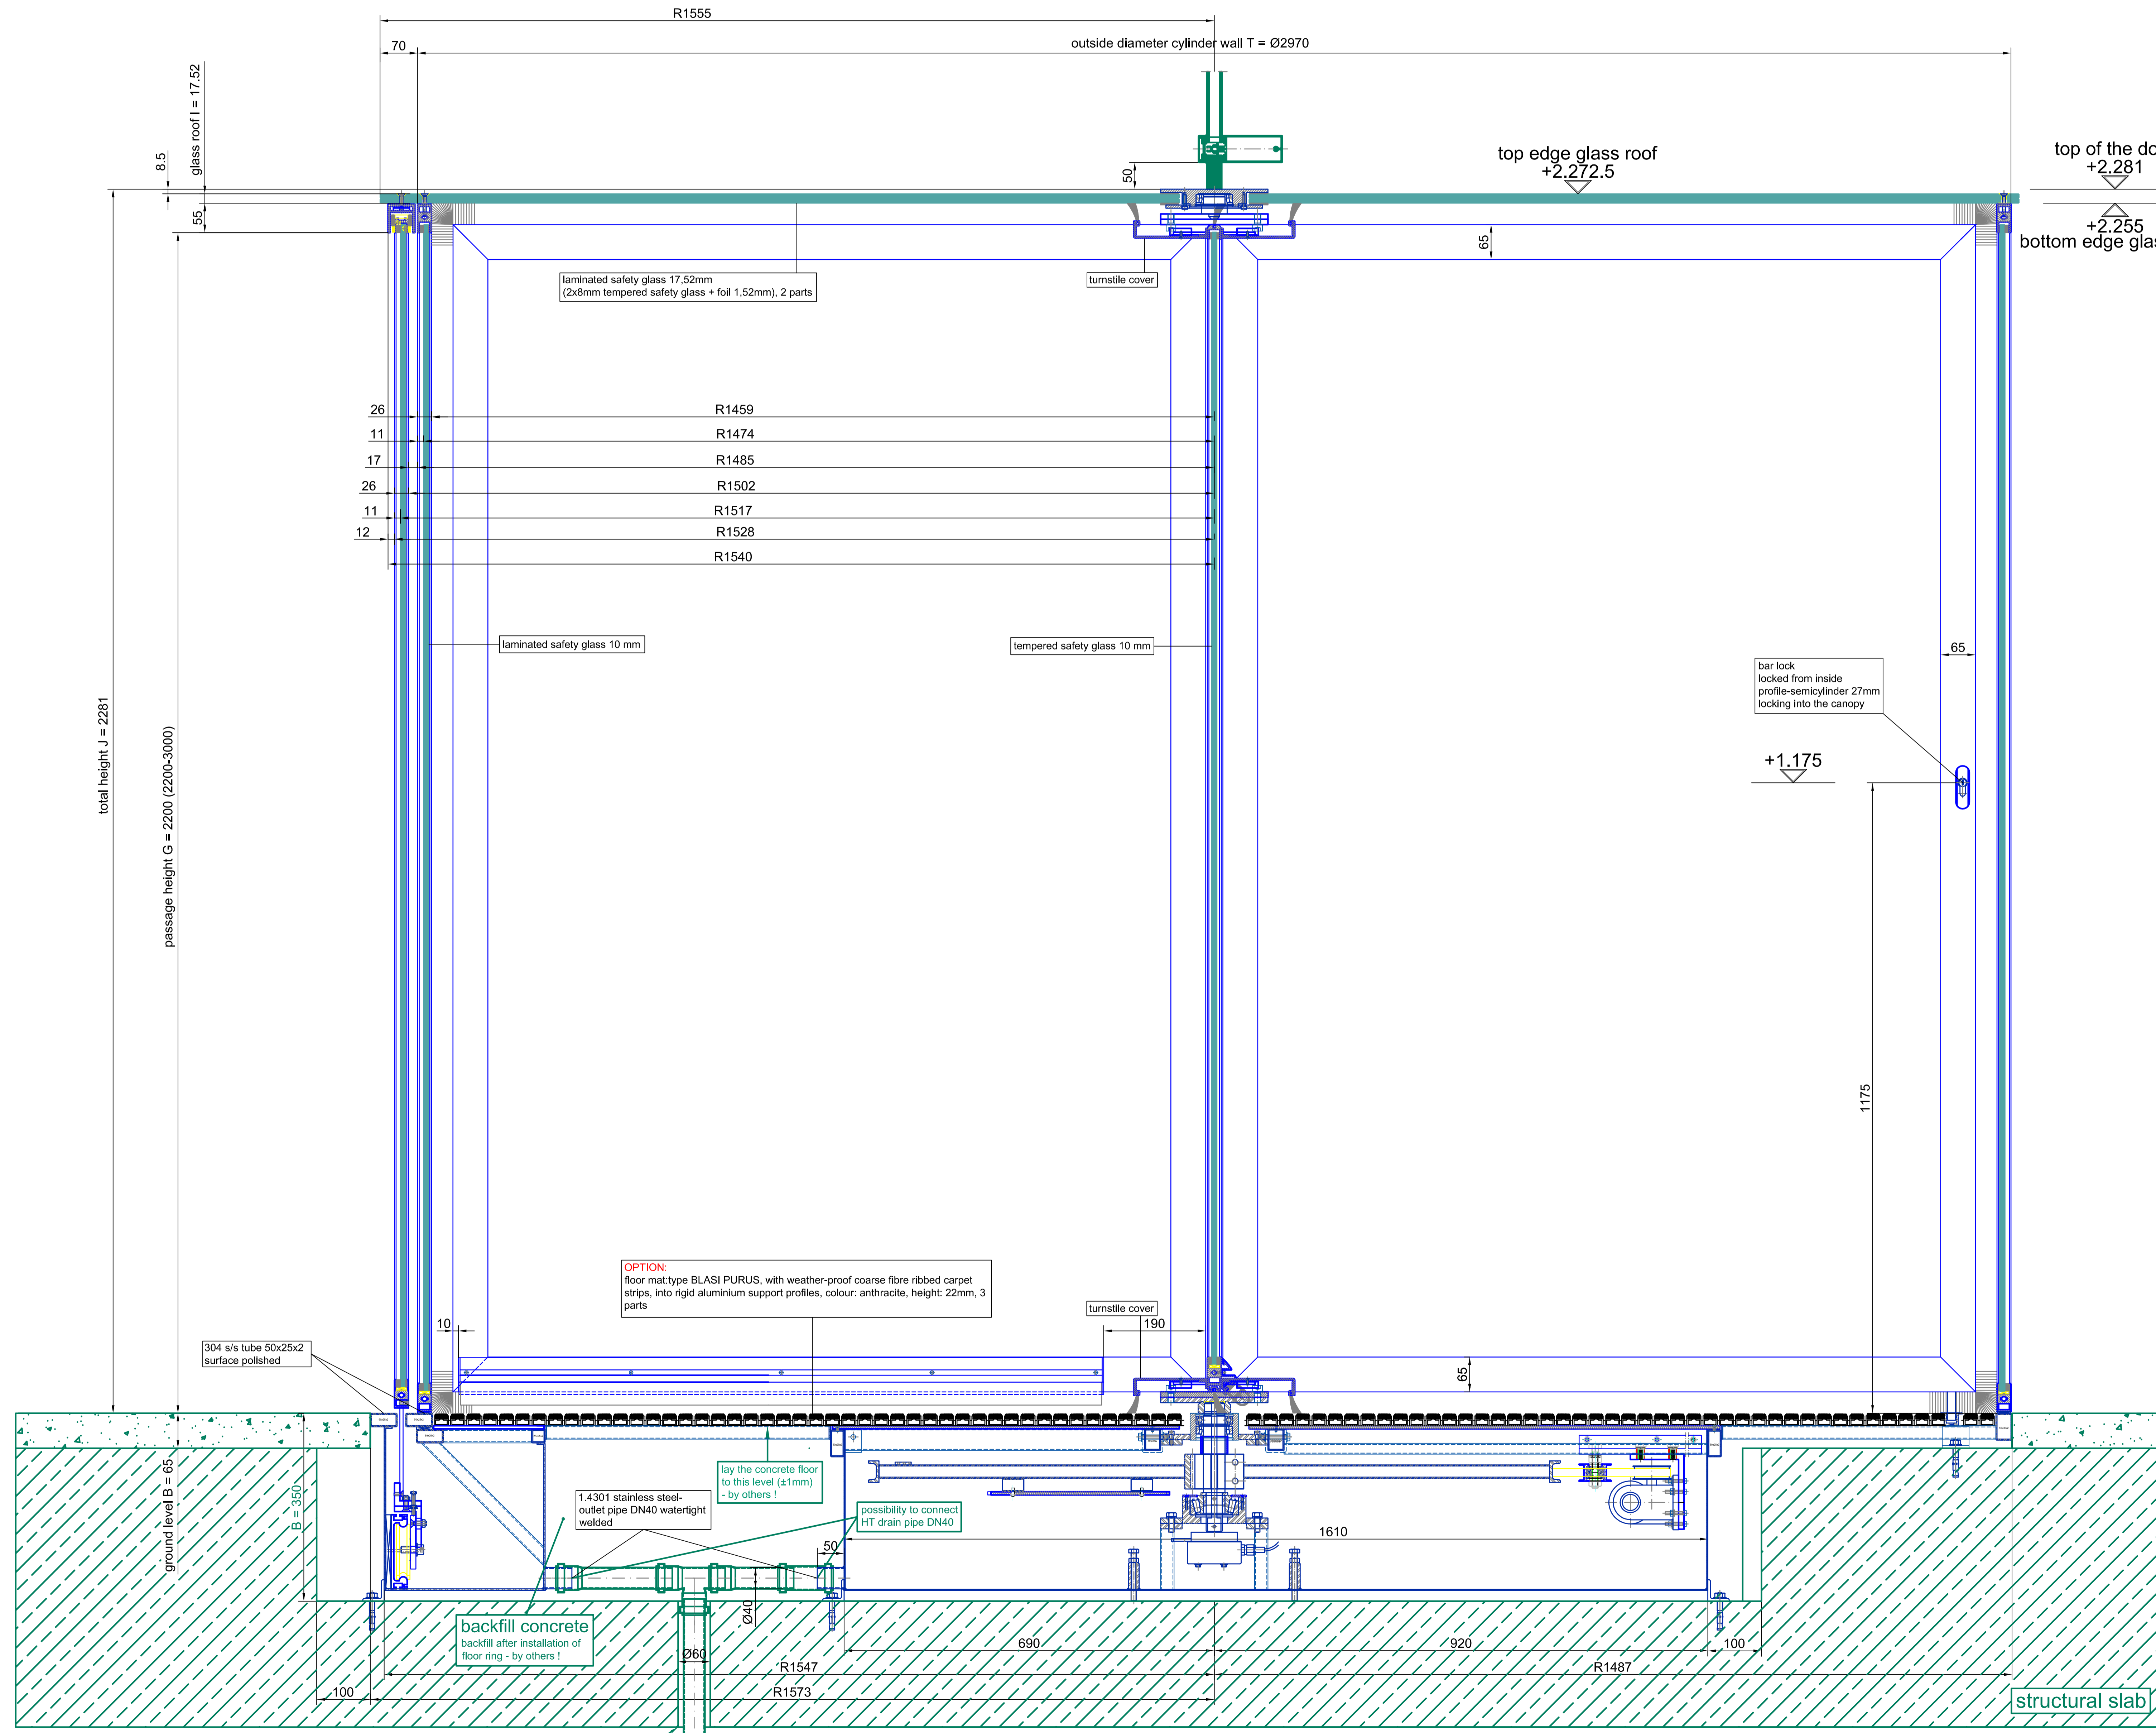 R1555
70
outside diameter cylinder wall T = Ø2970
glass roof I = 17.52
8.5
55
50
top edge glass roof
+2.272.5
top of the do
+2.281
+2.255
bottom edge glas
65
laminated safety glass 17,52mm
(2x8mm tempered safety glass + foil 1,52mm), 2 parts
turnstile cover
26
R1459
11
R1474
17
R1485
26
R1502
11
R1517
12
R1528
R1540
laminated safety glass 10 mm
tempered safety glass 10 mm
65
bar lock
locked from inside
profile-semicylinder 27mm
locking into the canopy
+1.175
total height J = 2281
passage height G = 2200 (2200-3000)
1175
OPTION:
floor mat:type BLASI PURUS, with weather-proof coarse fibre ribbed carpet
strips, into rigid aluminium support profiles, colour: anthracite, height: 22mm, 3
parts
turnstile cover
10
190
304 s/s tube 50x25x2
surface polished
65
ground level B = 65
B = 350
lay the concrete floor
to this level (±1mm)
- by others !
1.4301 stainless steel-
outlet pipe DN40 watertight
welded
possibility to connect
HT drain pipe DN40
50
1610
Ø40
backfill concrete
backfill after installation of
floor ring - by others !
Ø60
690
920
100
R1547
R1487
100
R1573
structural slab